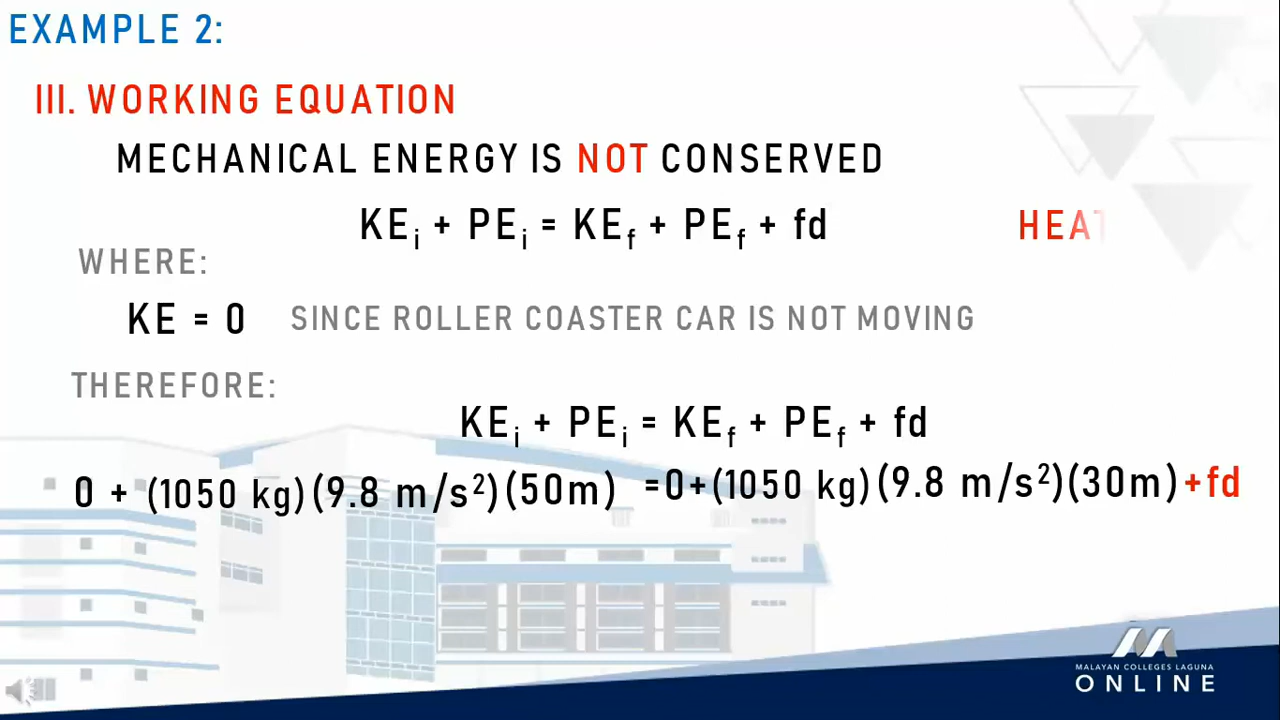 EXAMPLE 2:
III. WORKING EQUATION
MECHANICAL ENERGY IS NOT CONSERVED
KEi + PEi = KEf + PEf + fd
HEAT
WHERE:
KE = 0 SINCE ROLLER COASTER CAR IS NOT MOVING
THEREFORE:
KEi + PEi = KEf + PEf + fd
0 + (1050 kg)(9.8 m/s²)(50m) =0+(1050 kg)(9.8 m/s²)(30m)+fd
MALAYAN COLLEGES LAGUNA
ONLINE